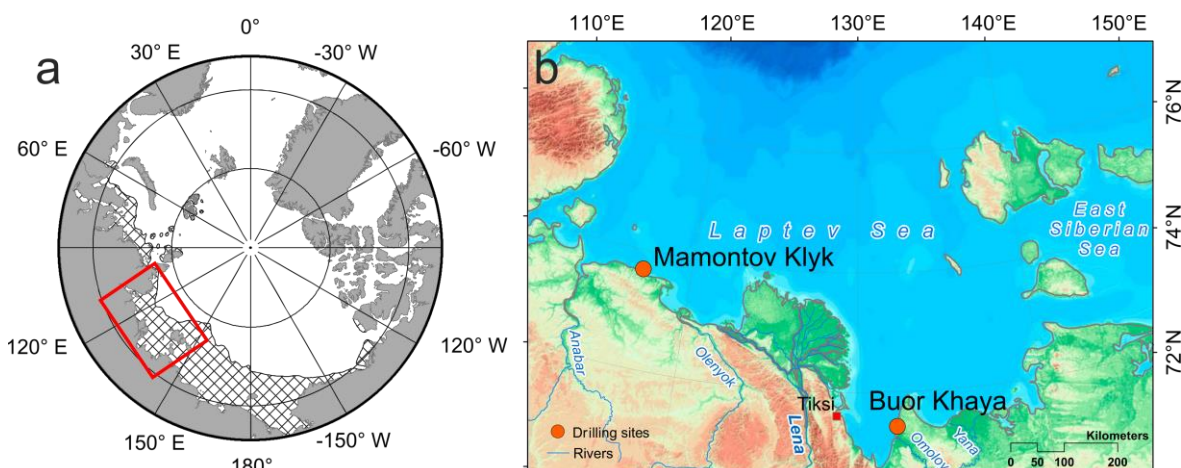 a
0°
30° E
-30° W
60° E
-60° W
120° E
120° W
150° E
-150° W
180°
b
110°E
120°E
130°E
140°E
150°E
76°N
74°N
72°N
Laptev Sea
East
Siberian
Sea
Mamontov Klyk
Anabar
Olenyok
Lena
Tiksi
Buor Khaya
Omoloy
Yana
Drilling sites
Rivers
Kilometers
0 50 100 200